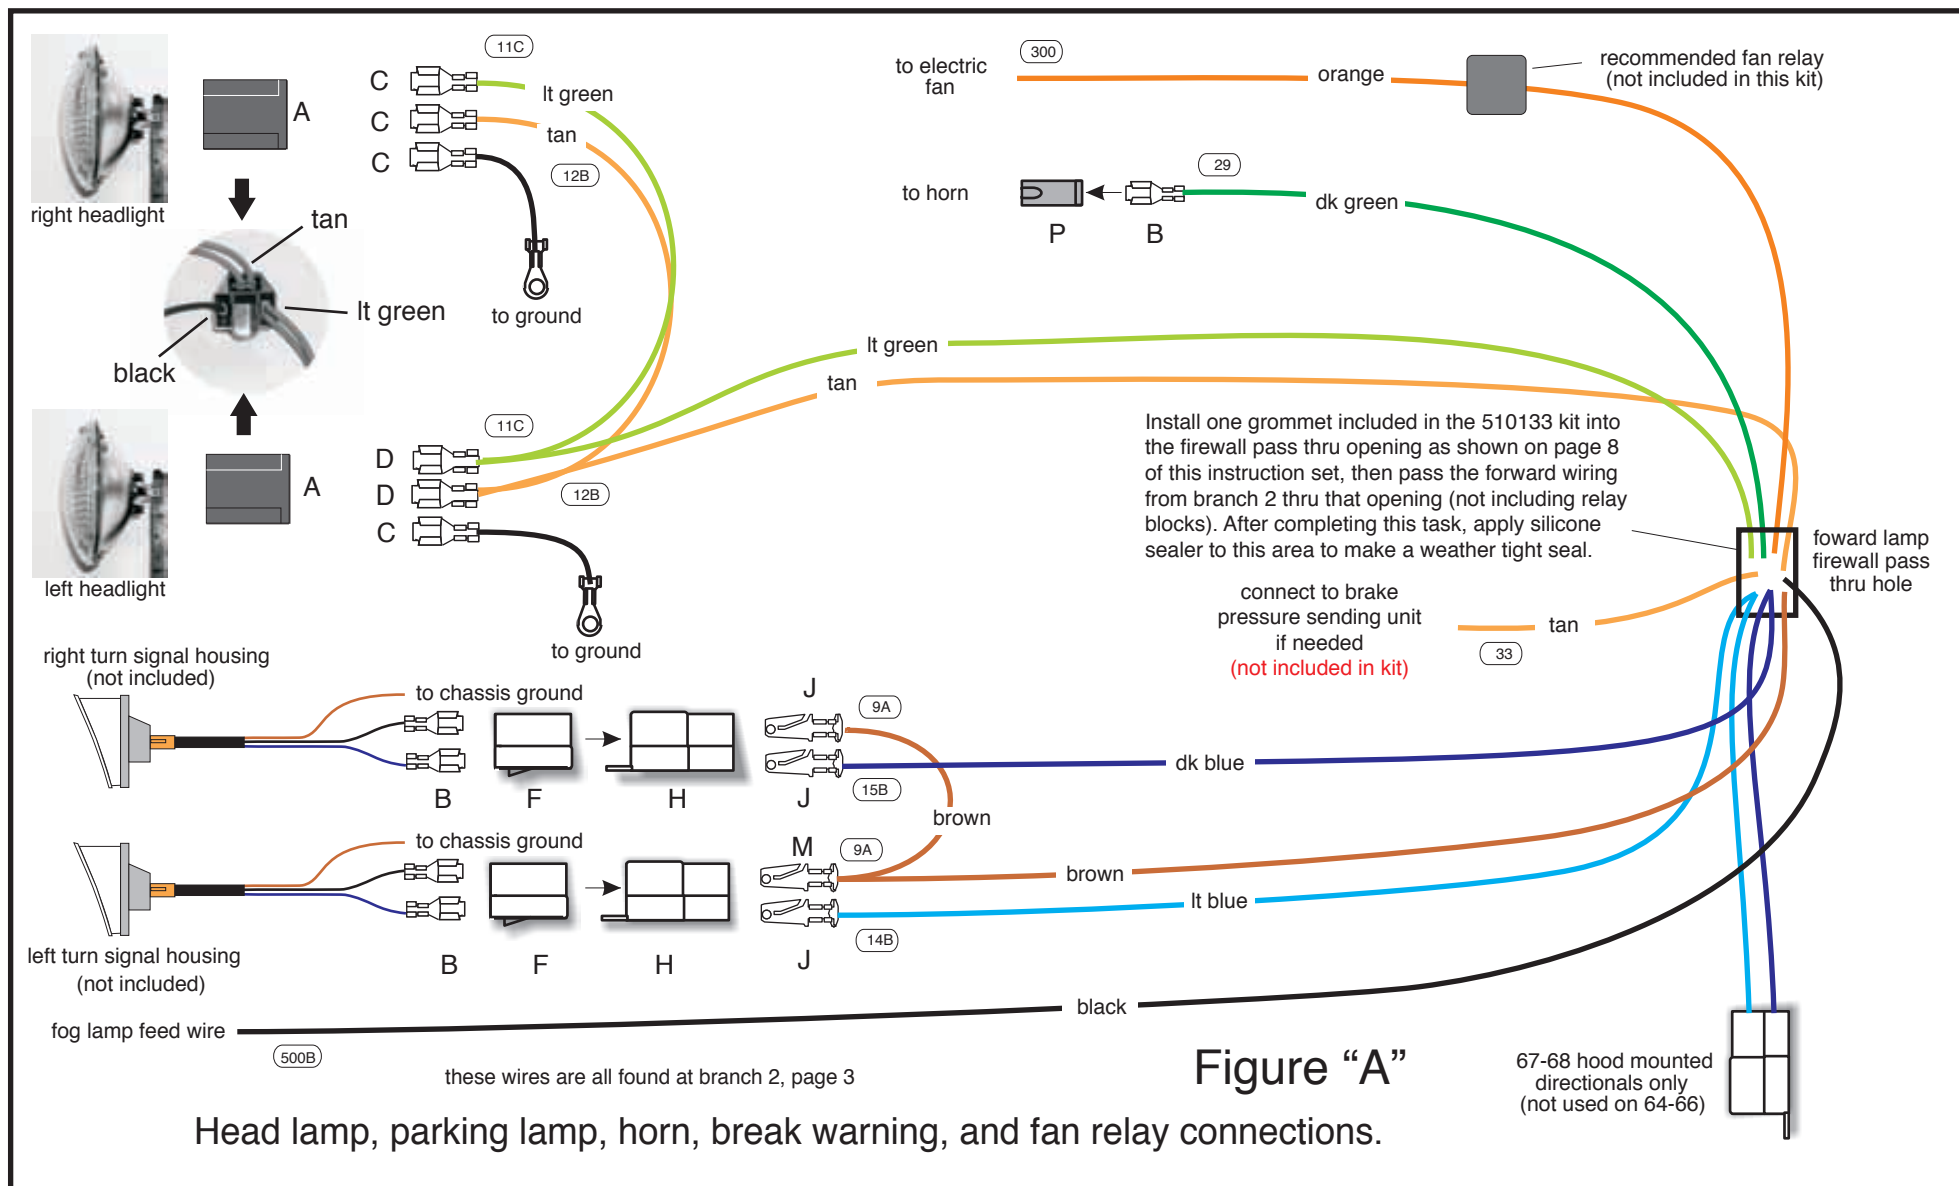 11C
C
lt green
C
tan
C
12B
A
right headlight
tan
lt green
black
to ground
to electric
fan
300
orange
recommended fan relay
(not included in this kit)
to horn
29
dk green
P
B
lt green
tan
11C
D
D
12B
C
A
left headlight
to ground
Install one grommet included in the 510133 kit into
the firewall pass thru opening as shown on page 8
of this instruction set, then pass the forward wiring
from branch 2 thru that opening (not including relay
blocks). After completing this task, apply silicone
sealer to this area to make a weather tight seal.
foward lamp
firewall pass
thru hole
connect to brake
pressure sending unit
if needed
(not included in kit)
tan
33
right turn signal housing
(not included)
to chassis ground
J
9A
B
F
H
J
15B
dk blue
brown
to chassis ground
M
9A
brown
lt blue
14B
left turn signal housing
(not included)
B
F
H
J
fog lamp feed wire
black
500B
these wires are all found at branch 2, page 3
Figure “A”
67-68 hood mounted
directionals only
(not used on 64-66)
Head lamp, parking lamp, horn, break warning, and fan relay connections.